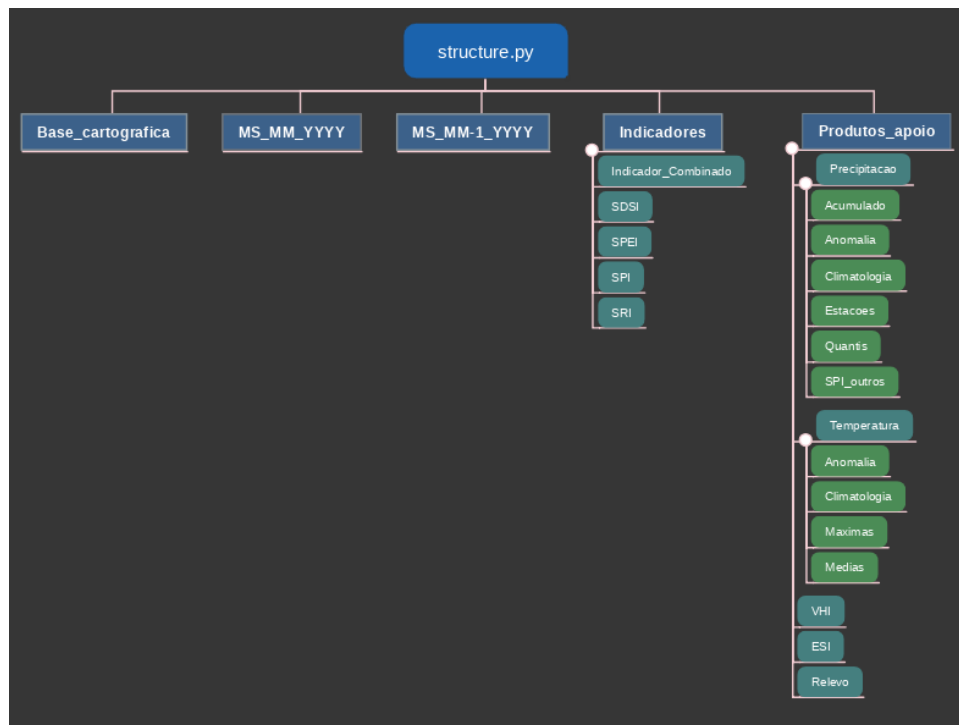 structure.py
Base_cartografica
MS_MM_YYYY
MS_MM-1_YYYY
Indicadores
Produtos_apoio
Indicador_Combinado
SDSI
SPEI
SPI
SRI
Precipitacao
Acumulado
Anomalia
Climatologia
Estacoes
Quantis
SPI_outros
Temperatura
Anomalia
Climatologia
Maximas
Medias
VHI
ESI
Relevo